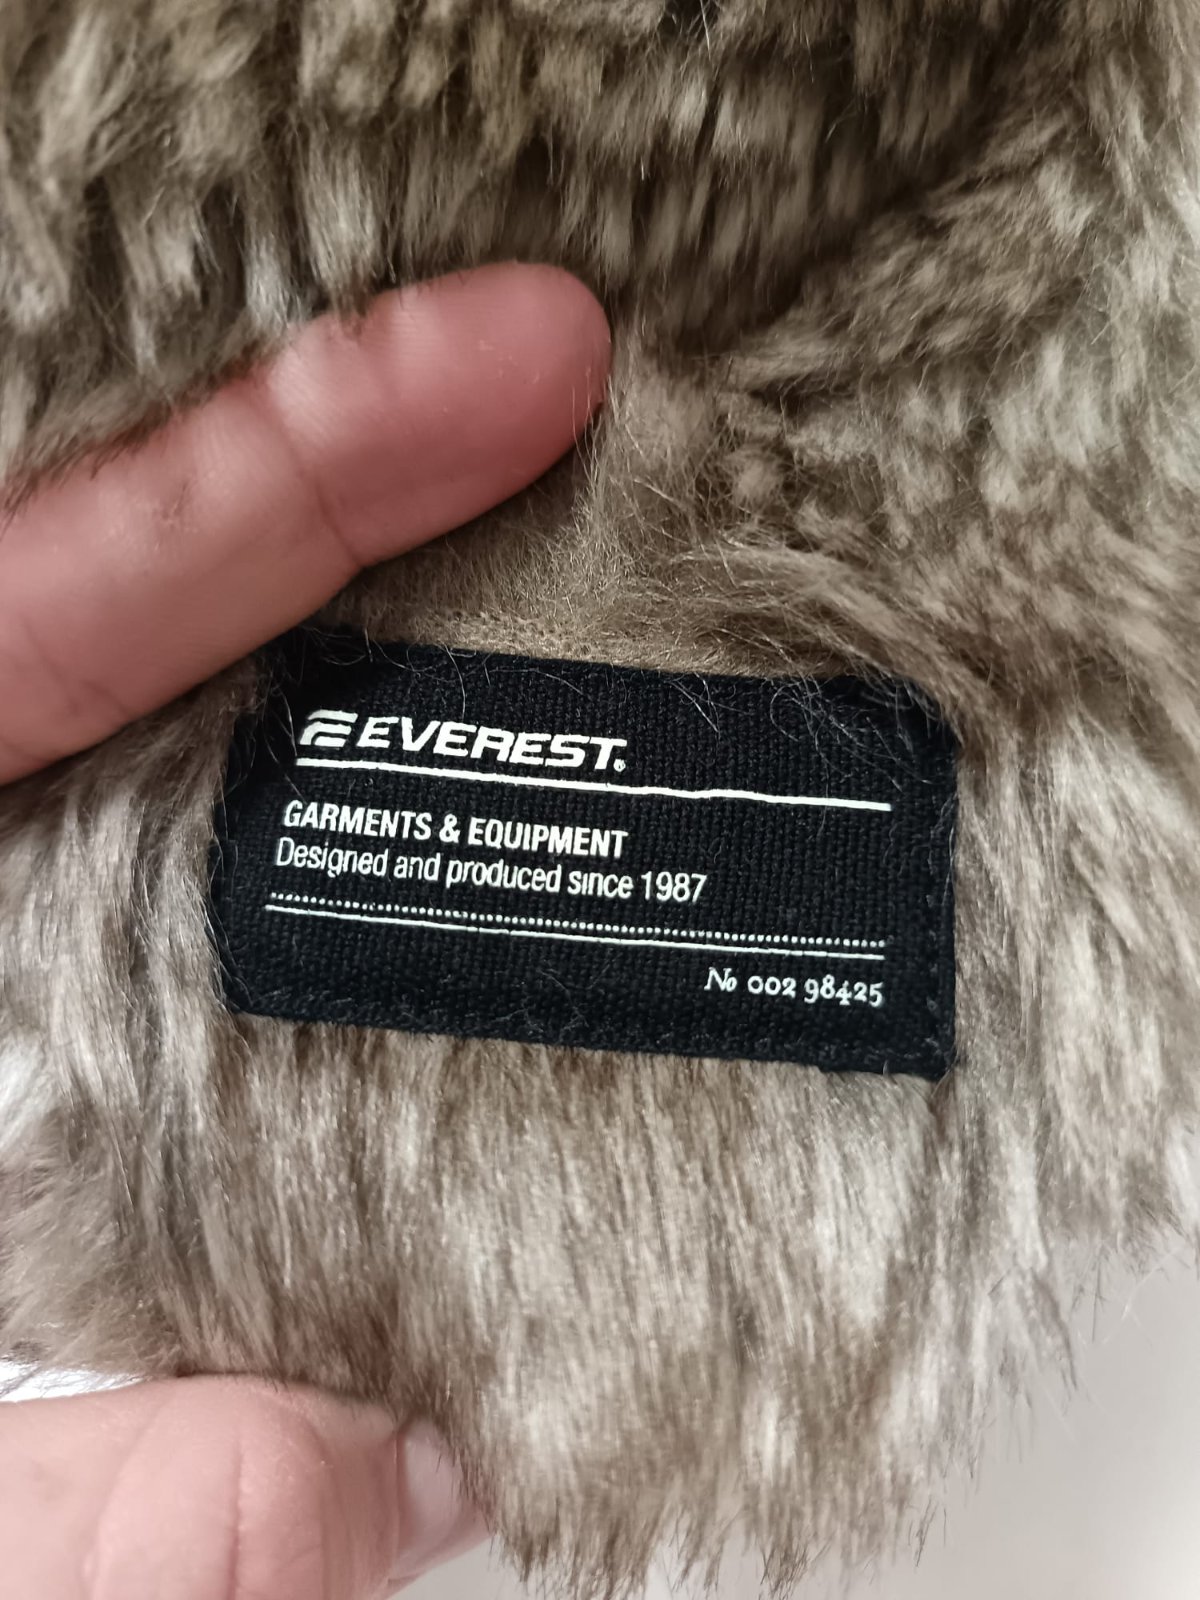 EVEREST®
GARMENTS & EQUIPMENT
Designed and produced since 1987
No 002 98425